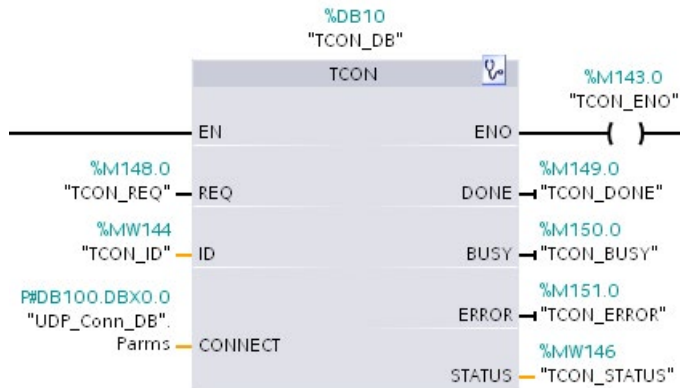 %DB10
"TCON_DB"
TCON
%M143.0
"TCON_ENO"
EN
ENO
%M148.0
%M149.0
"TCON_REQ"
REQ
DONE
"TCON_DONE"
%MW144
%M150.0
"TCON_ID"
ID
BUSY
"TCON_BUSY"
P#DB100.DBX0.0
%M151.0
"UDP_Conn_DB".
ERROR
"TCON_ERROR"
Parms
CONNECT
%MW146
STATUS
"TCON_STATUS"